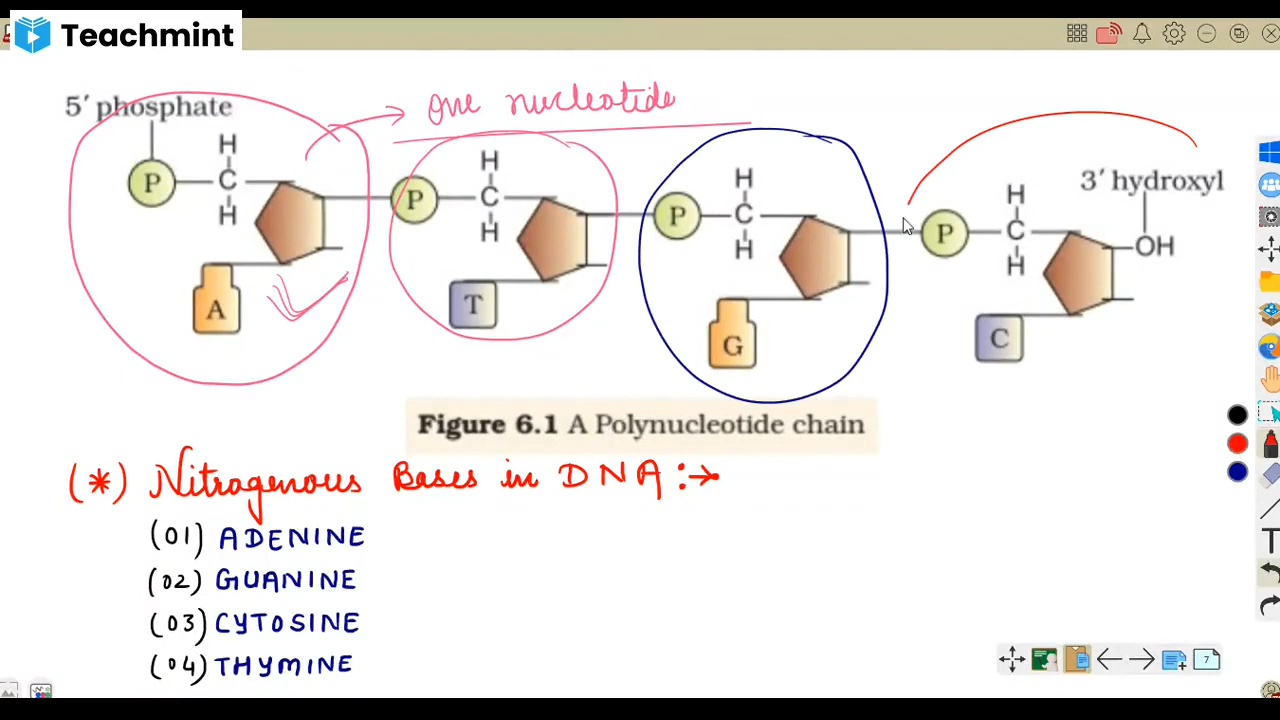 Teachmint
5′ phosphate
One nucleotide
H H H H
P C P C P C P C
H H H H
3′ hydroxyl
OH
A T G C
Figure 6.1 A Polynucleotide chain
(*) Nitrogenous Bases in DNA :→
(01) ADENINE
(02) GUANINE
(03) CYTOSINE
(04) THYMINE
T
7